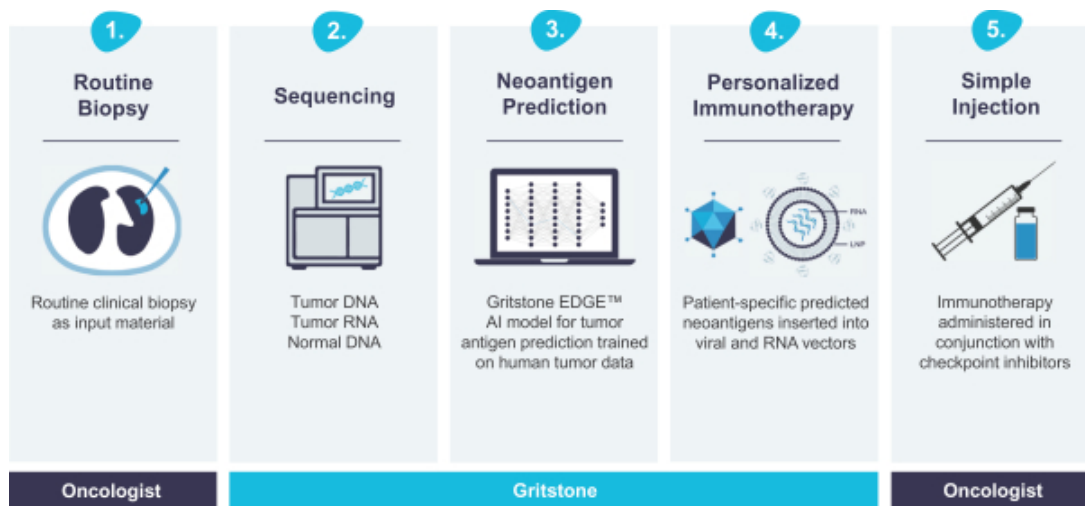 1.
Routine
Biopsy
Routine clinical biopsy
as input material
2.
Sequencing
Tumor DNA
Tumor RNA
Normal DNA
3.
Neoantigen
Prediction
Gritstone EDGE™
AI model for tumor
antigen prediction trained
on human tumor data
4.
Personalized
Immunotherapy
RNA
LNP
Patient-specific predicted
neoantigens inserted into
viral and RNA vectors
5.
Simple
Injection
Immunotherapy
administered in
conjunction with
checkpoint inhibitors
Oncologist
Gritstone
Oncologist